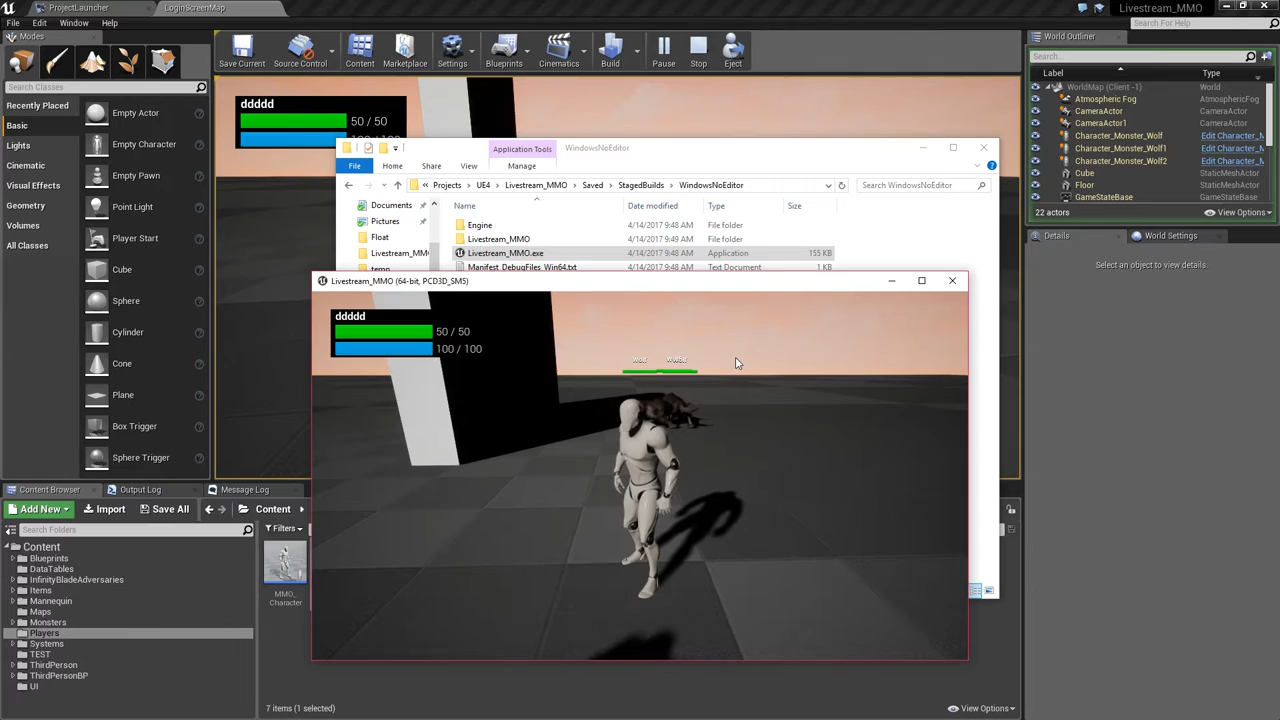 ProjectLauncher
LoginScreenMap
Livestream_MMO
File Edit Window Help
Search For Help
Modes
Search Classes
Recently Placed
Basic
Lights
Cinematic
Visual Effects
Geometry
Volumes
All Classes
Empty Actor
Empty Character
Empty Pawn
Point Light
Player Start
Cube
Sphere
Cylinder
Cone
Plane
Box Trigger
Sphere Trigger
Save Current Source Control Content Marketplace Settings Blueprints Cinematics Build Pause Stop Eject
ddddd
50 / 50
100 / 100
Application Tools
WindowsNoEditor
File Home Share View Manage
Projects UE4 Livestream_MMO Saved StagedBuilds WindowsNoEditor
Search WindowsNoEditor
Documents
Pictures
Float
Livestream_MMO
temp
Name Date modified Type Size
Engine 4/14/2017 9:48 AM File folder
Livestream_MMO 4/14/2017 9:49 AM File folder
Livestream_MMO.exe 4/14/2017 9:48 AM Application 155 KB
Manifest_DebugFiles_Win64.txt 4/14/2017 9:48 AM Text Document 1 KB
Livestream_MMO (64-bit, PCD3D_SM5)
ddddd
50 / 50
100 / 100
World Outliner
Search...
Label Type
WorldMap (Client -1) World
Atmospheric Fog AtmosphericFog
CameraActor CameraActor
CameraActor1 CameraActor
Character_Monster_Wolf Edit Character_M
Character_Monster_Wolf1 Edit Character_M
Character_Monster_Wolf2 Edit Character_M
Cube StaticMeshActor
Floor StaticMeshActor
GameStateBase GameStateBase
22 actors View Options
Details World Settings
Select an object to view details.
Content Browser Output Log Message Log
Add New Import Save All Content
Search Folders
Filters
Content
Blueprints
DataTables
InfinityBladeAdversaries
Items
Mannequin
Maps
Monsters
Players
Systems
TEST
ThirdPerson
ThirdPersonBP
UI
MMO_
Character
7 items (1 selected)
View Options